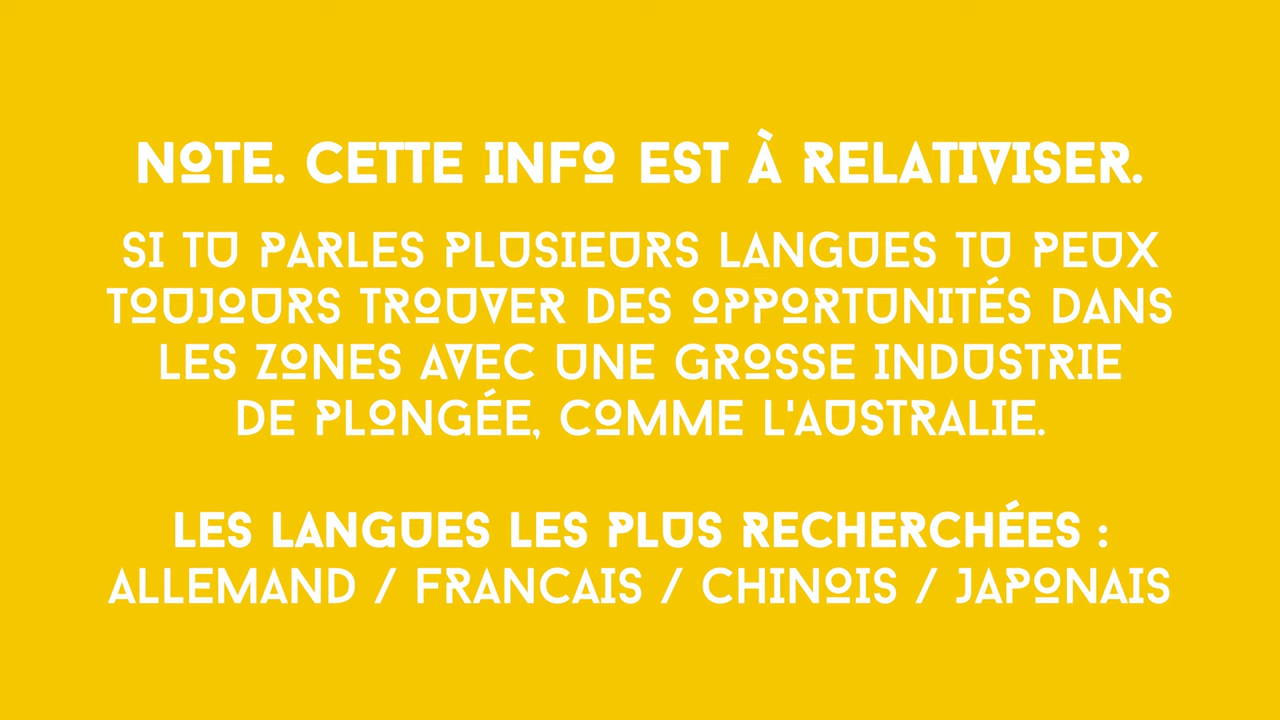 NOTE. CETTE INFO EST À RELATIVISER.
SI TU PARLES PLUSIEURS LANGUES TU PEUX
TOUJOURS TROUVER DES OPPORTUNITÉS DANS
LES ZONES AVEC UNE GROSSE INDUSTRIE
DE PLONGÉE, COMME L'AUSTRALIE.
LES LANGUES LES PLUS RECHERCHÉES :
ALLEMAND / FRANCAIS / CHINOIS / JAPONAIS